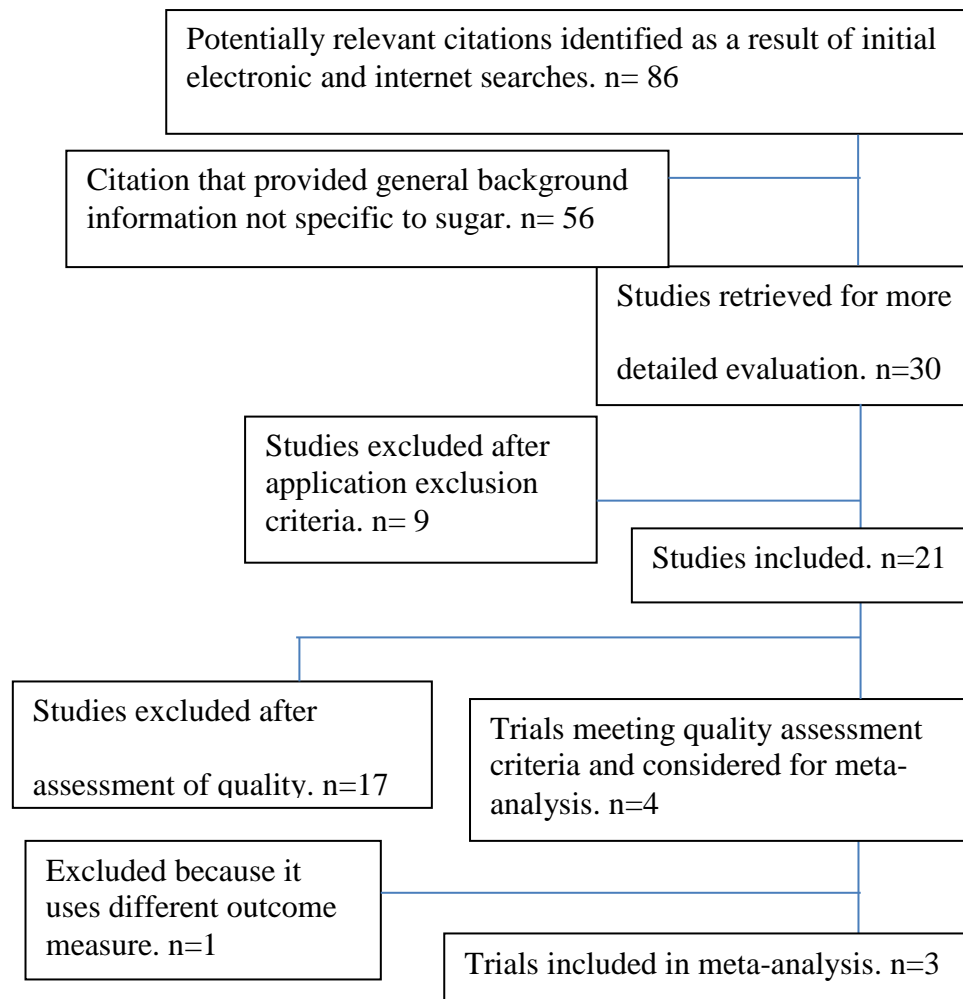 Potentially relevant citations identified as a result of initial
electronic and internet searches. n= 86
Citation that provided general background
information not specific to sugar. n= 56
Studies retrieved for more
detailed evaluation. n=30
Studies excluded after
application exclusion
criteria. n= 9
Studies included. n=21
Studies excluded after
assessment of quality. n=17
Trials meeting quality assessment
criteria and considered for meta-
analysis. n=4
Excluded because it
uses different outcome
measure. n=1
Trials included in meta-analysis. n=3